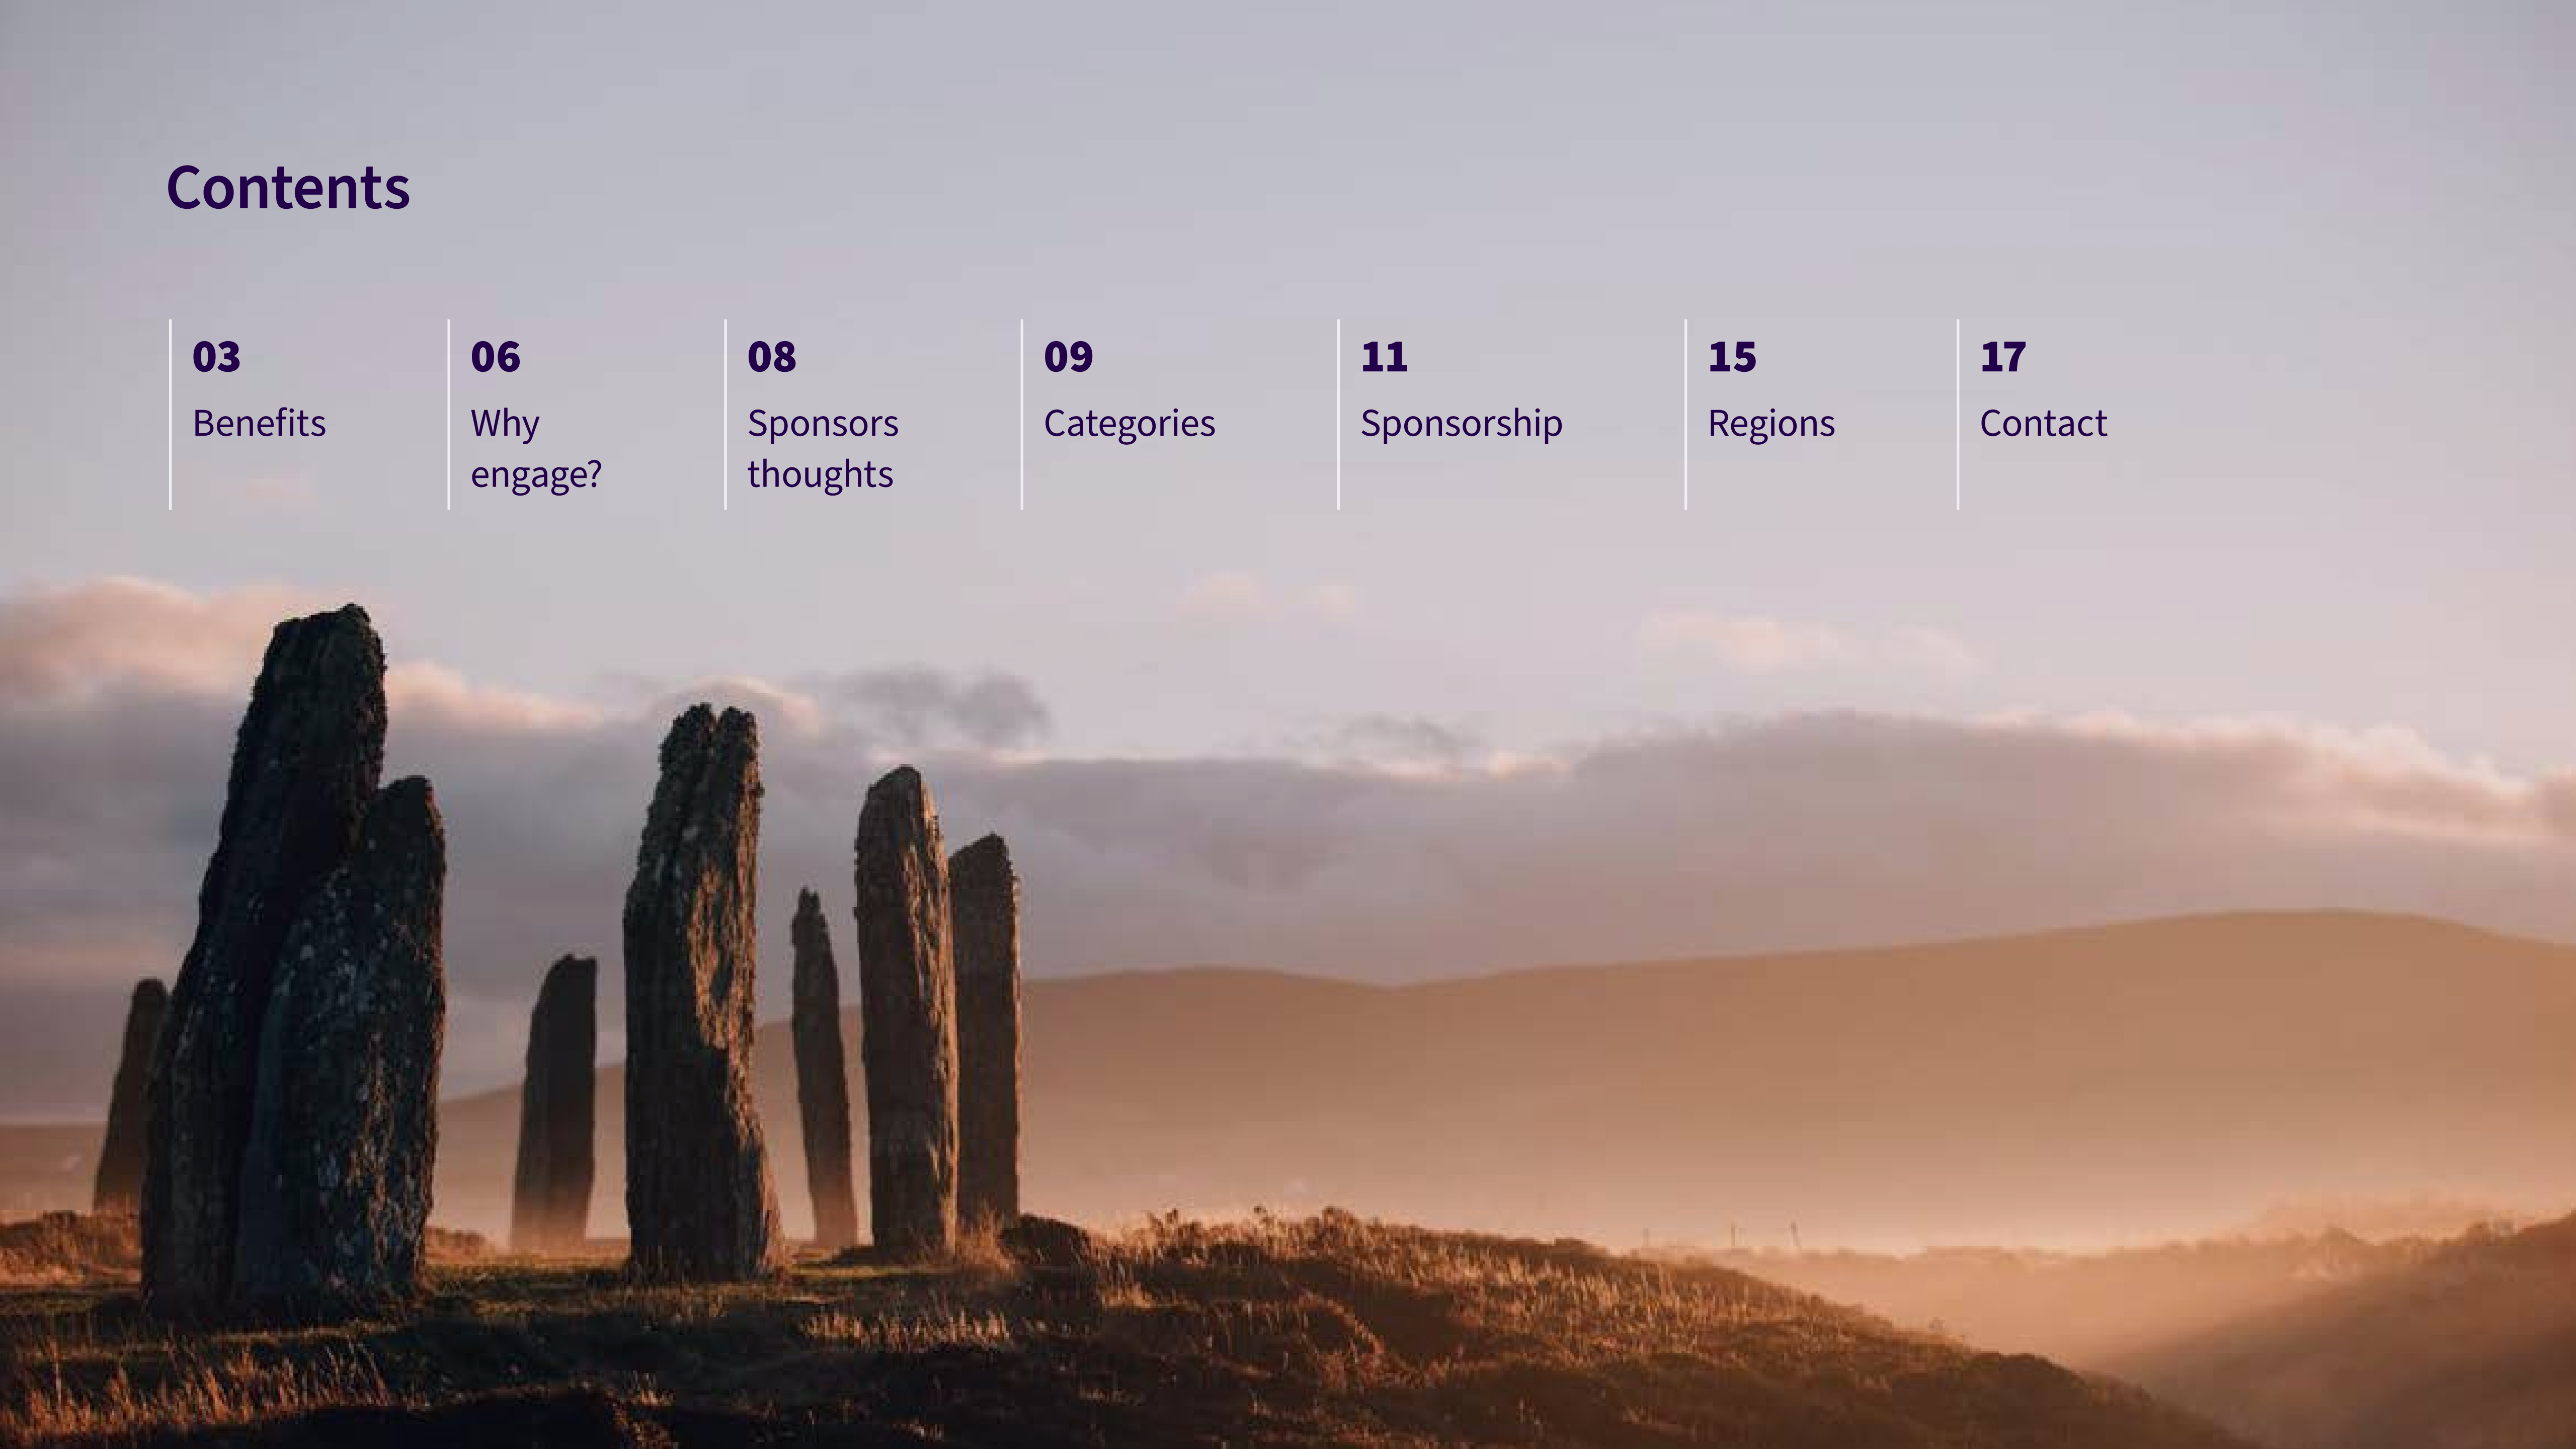 Contents
03
Benefits
06
Why
engage?
08
Sponsors
thoughts
09
Categories
11
Sponsorship
15
Regions
17
Contact